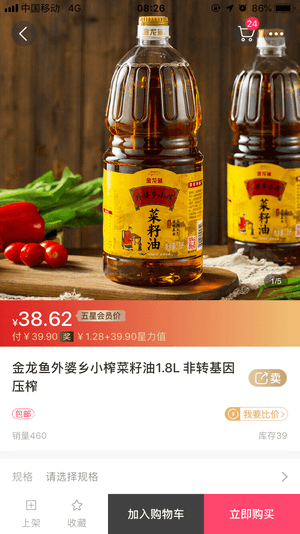 中国移动 4G 08:26 86%
24
金龙鱼
外婆乡小榨
菜籽油
1/5
¥38.62 五星会员价
付¥39.90 奖 ¥1.28+39.90星力值
金龙鱼外婆乡小榨菜籽油1.8L 非转基因
压榨
卖
包邮 我要比价>
销量460 库存39
规格 请选择规格
上架 收藏 加入购物车 立即购买